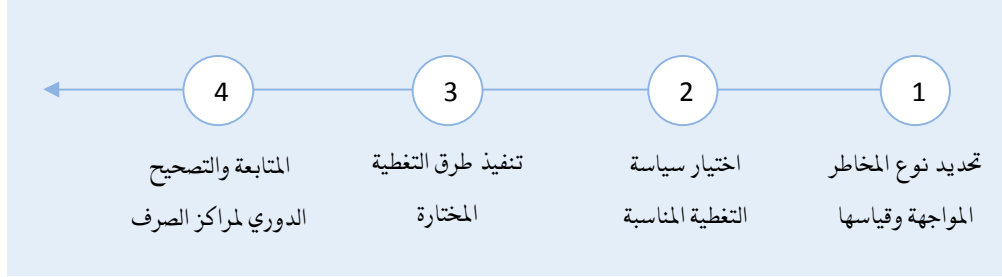 1
تحديد نوع المخاطر
المواجهة وقياسها
2
اختيار سياسة
التغطية المناسبة
3
تنفيذ طرق التغطية
المختارة
4
المتابعة والتصحيح
الدوري لمراكز الصرف